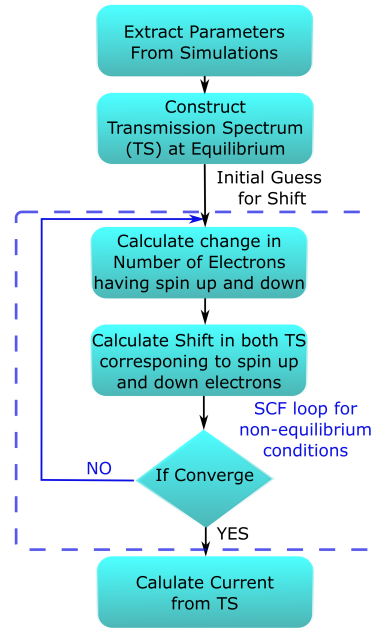 Extract Parameters
From Simulations
Construct
Transmission Spectrum
(TS) at Equilibrium
Initial Guess
for Shift
Calculate change in
Number of Electrons
having spin up and down
Calculate Shift in both TS
corresponing to spin up
and down electrons
SCF loop for
non-equilibrium
conditions
If Converge
NO
YES
Calulate Current
from TS